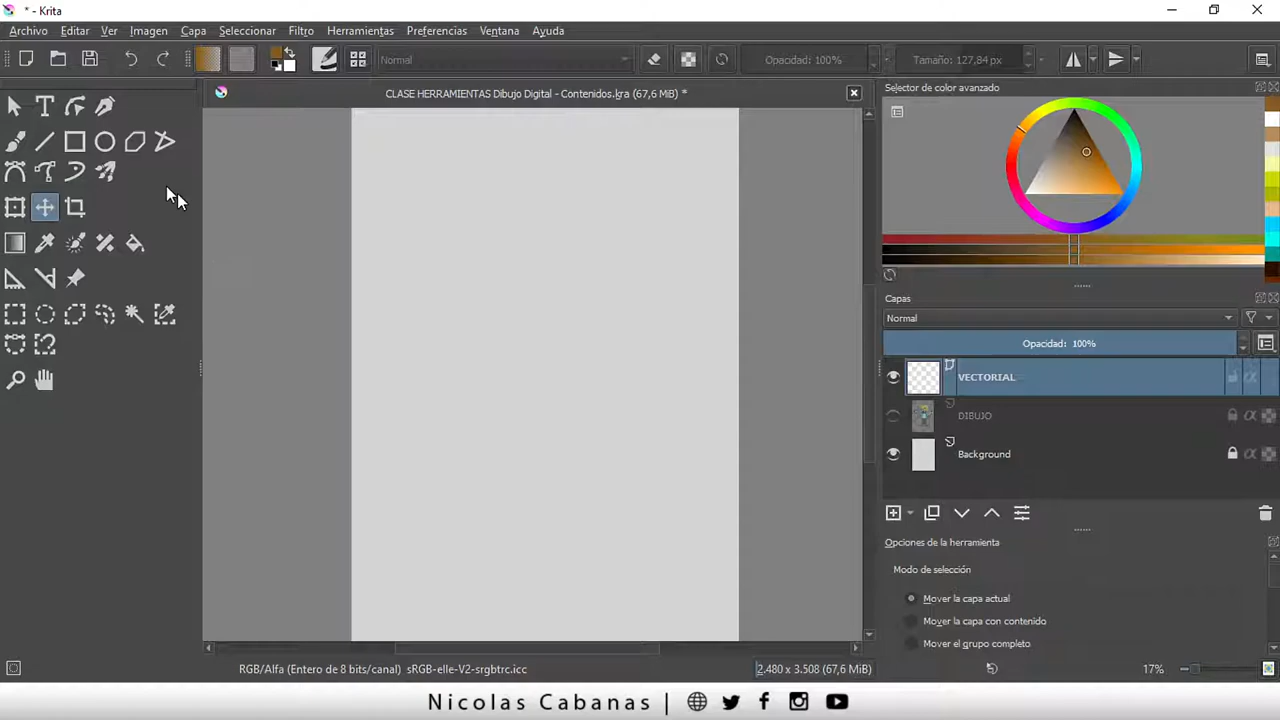 * - Krita
Archivo Editar Ver Imagen Capa Seleccionar Filtro Herramientas Preferencias Ventana Ayuda
Normal Opacidad: 100% Tamaño: 127,84 px
CLASE HERRAMIENTAS Dibujo Digital - Contenidos.kra (67,6 MiB) *
Selector de color avanzado
Capas
Normal
Opacidad: 100%
VECTORIAL
DIBUJO
Background
Opciones de la herramienta
Modo de selección
Mover la capa actual
Mover la capa con contenido
Mover el grupo completo
RGB/Alfa (Entero de 8 bits/canal) sRGB-elle-V2-srgbtrc.icc 2.480 x 3.508 (67,6 MiB) 17%
Nicolas Cabanas |